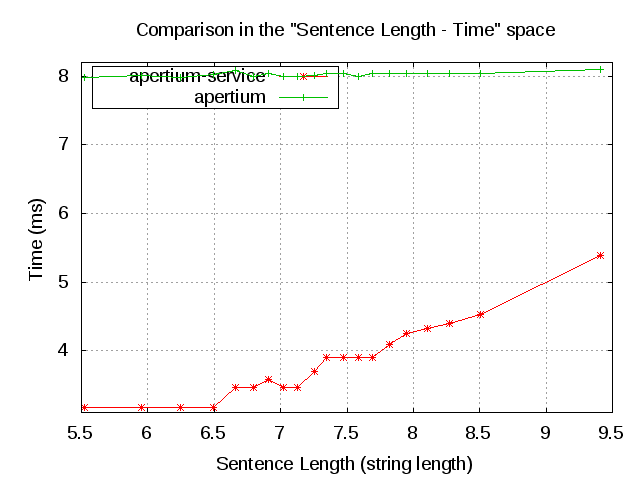 Comparison in the "Sentence Length - Time" space
apertium-service
apertium
Time (ms)
8
7
6
5
4
5.5 6 6.5 7 7.5 8 8.5 9 9.5
Sentence Length (string length)